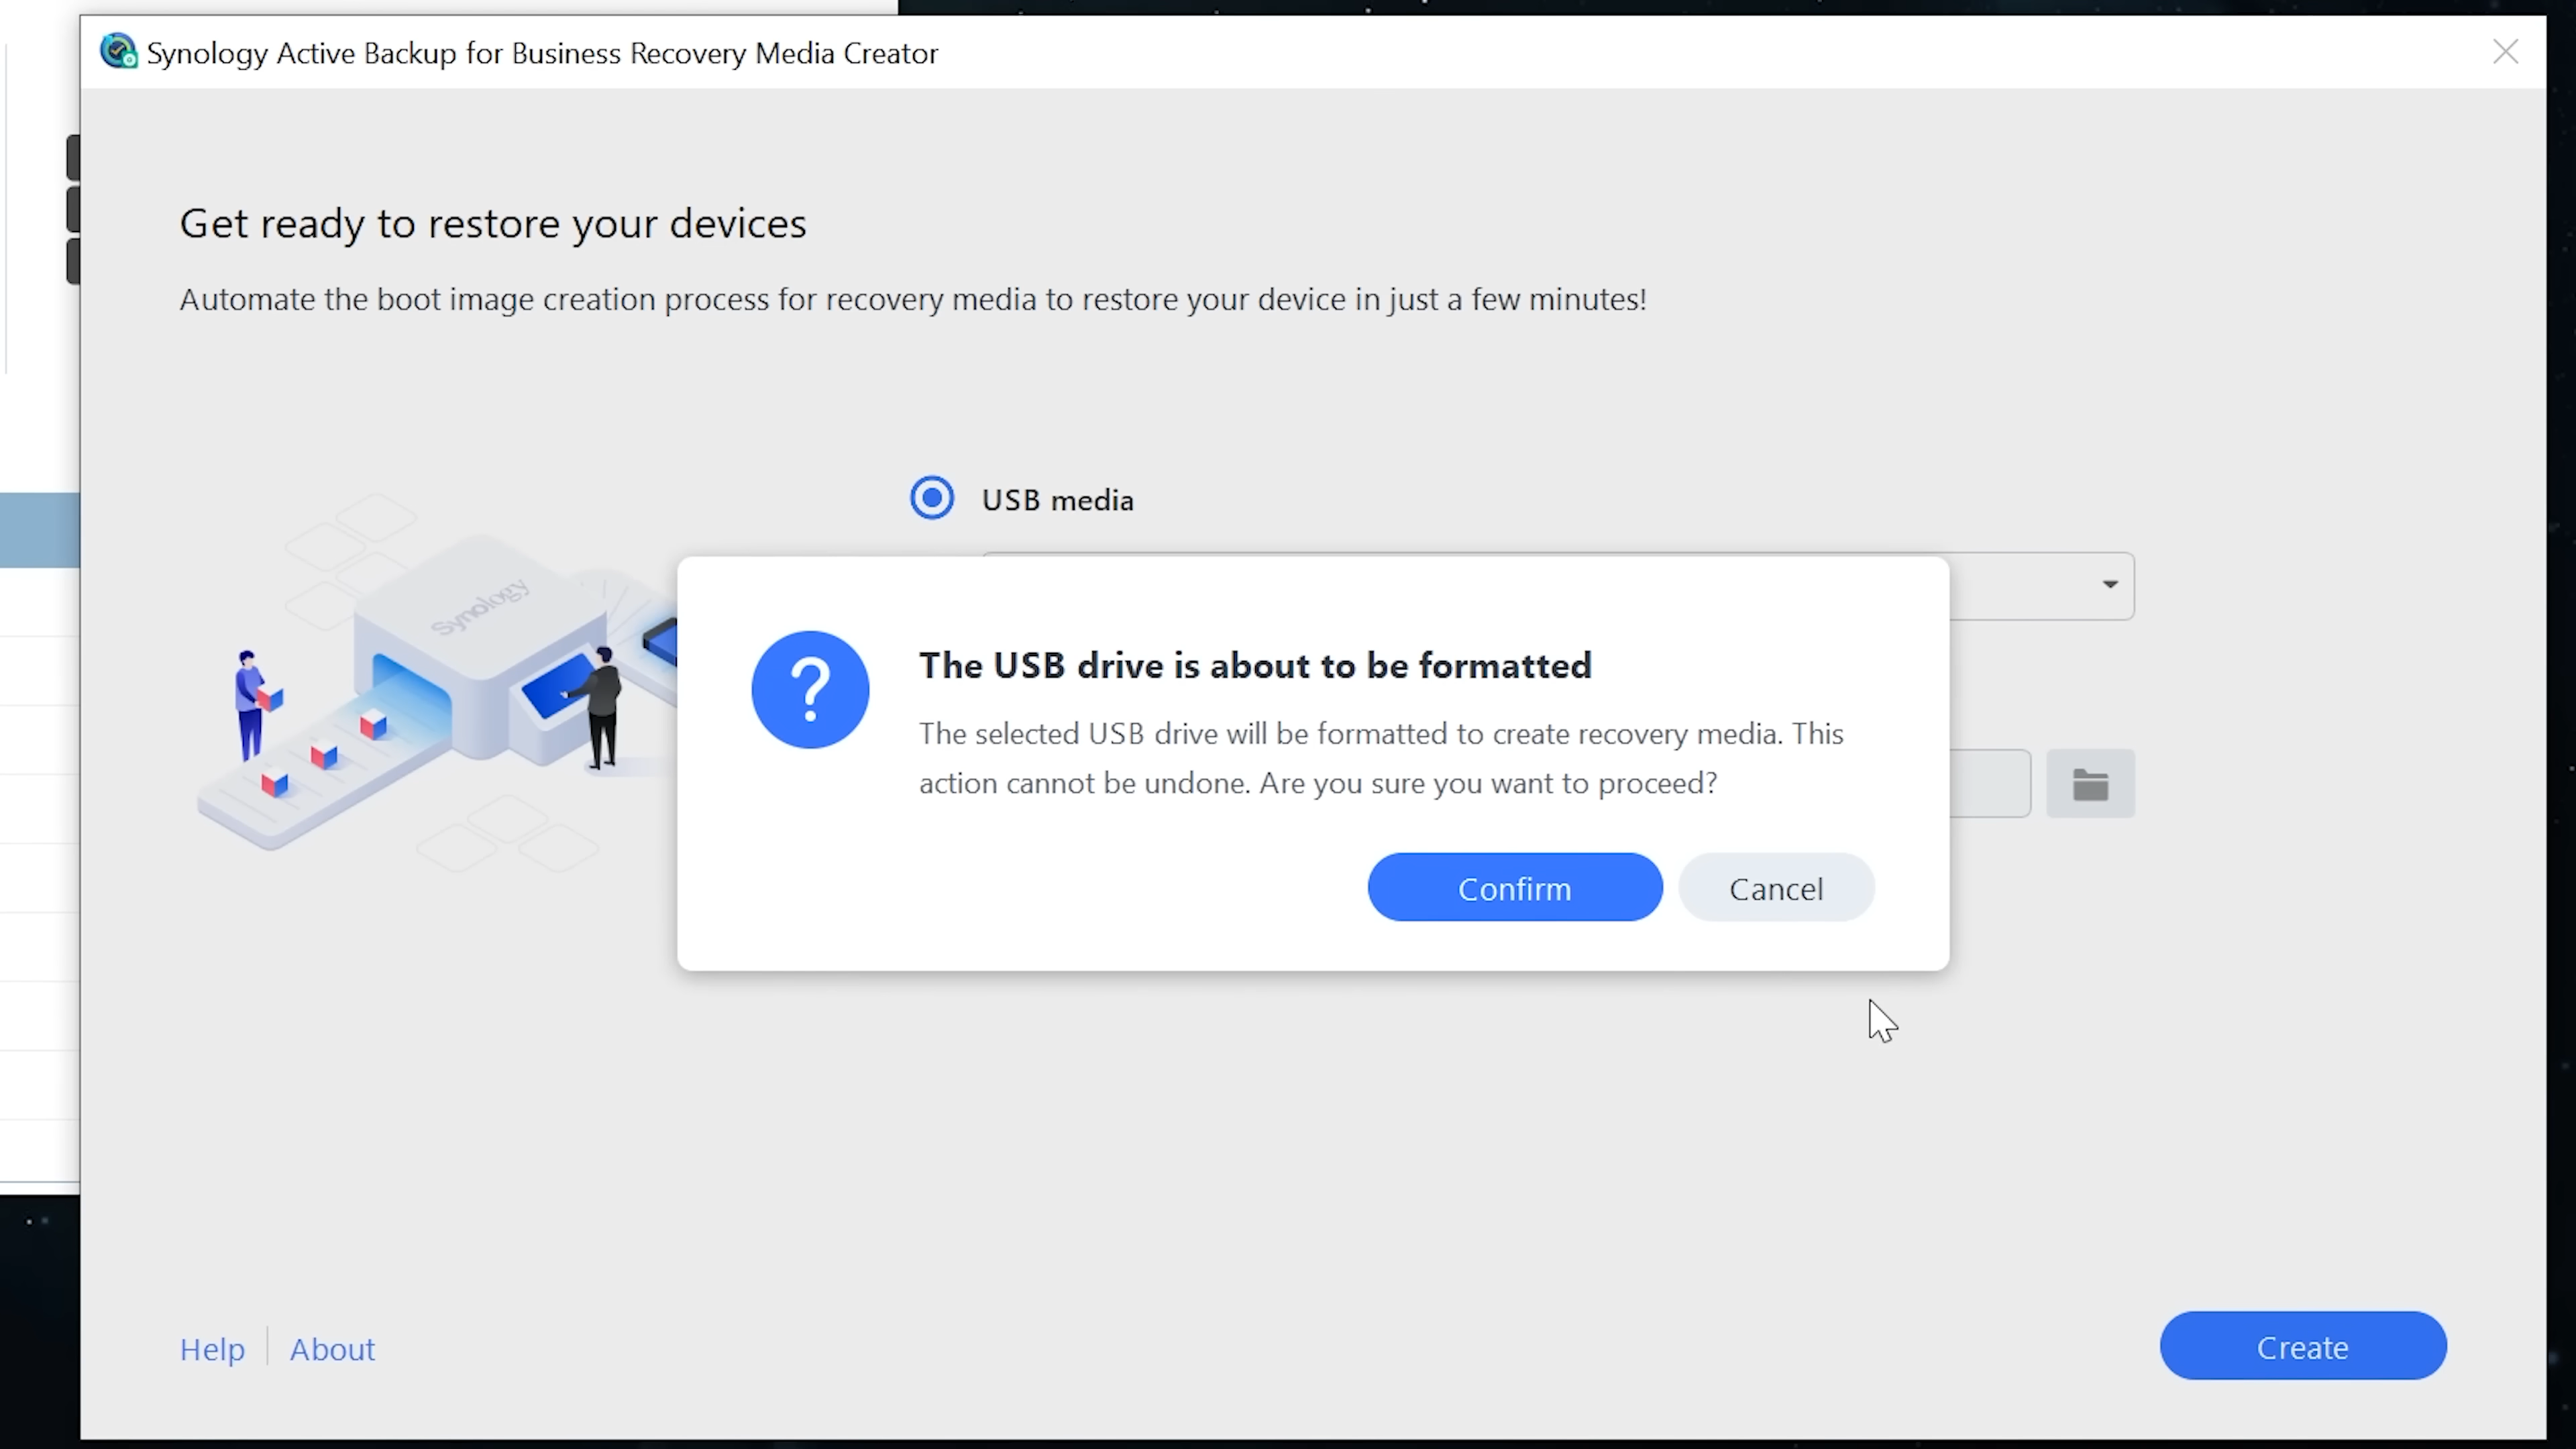 Synology Active Backup for Business Recovery Media Creator
Get ready to restore your devices
Automate the boot image creation process for recovery media to restore your device in just a few minutes!
USB media
Synology
The USB drive is about to be formatted
The selected USB drive will be formatted to create recovery media. This
action cannot be undone. Are you sure you want to proceed?
Confirm
Cancel
Help
About
Create